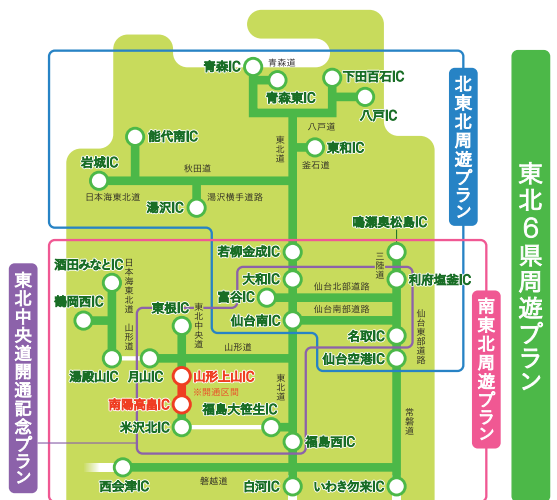 青森IC
青森道
下田百石IC
青森東IC
八戸IC
八戸道
東北道
東和IC
釜石道
能代南IC
岩城IC
秋田道
日本海東北道
湯沢横手道路
湯沢IC
北東北周遊プラン
東北6県周遊プラン
鳴瀬奥松島IC
若柳金成IC
三陸道
酒田みなとIC
日本海東北道
大和IC
利府塩釜IC
仙台北部道路
富谷IC
鶴岡西IC
東根IC
東北中央道
仙台南部道路
仙台南IC
仙台東部道路
山形道
名取IC
山形道
仙台空港IC
湯殿山IC
月山IC
山形上山IC
※開通区間
東北道
南陽高畠IC
福島大笹生IC
米沢北IC
常磐道
福島西IC
南東北周遊プラン
東北中央道開通記念プラン
磐越道
西会津IC
白河IC
いわき勿来IC